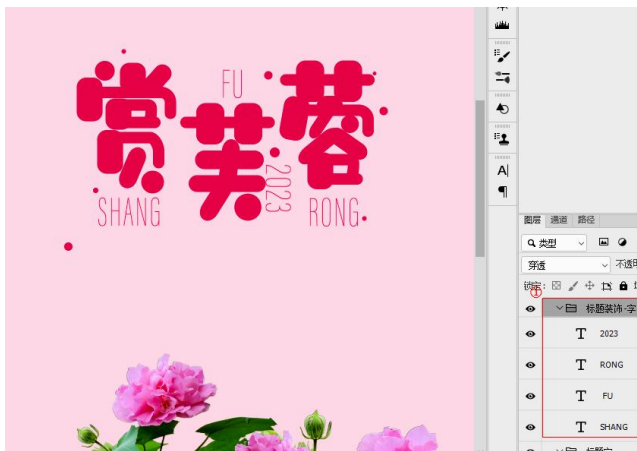 赏芙蓉
FU
SHANG
2023
RONG
A
图层 通道 路径
类型
穿透
不透明
锁定:
①
标题装饰-字
2023
RONG
FU
SHANG